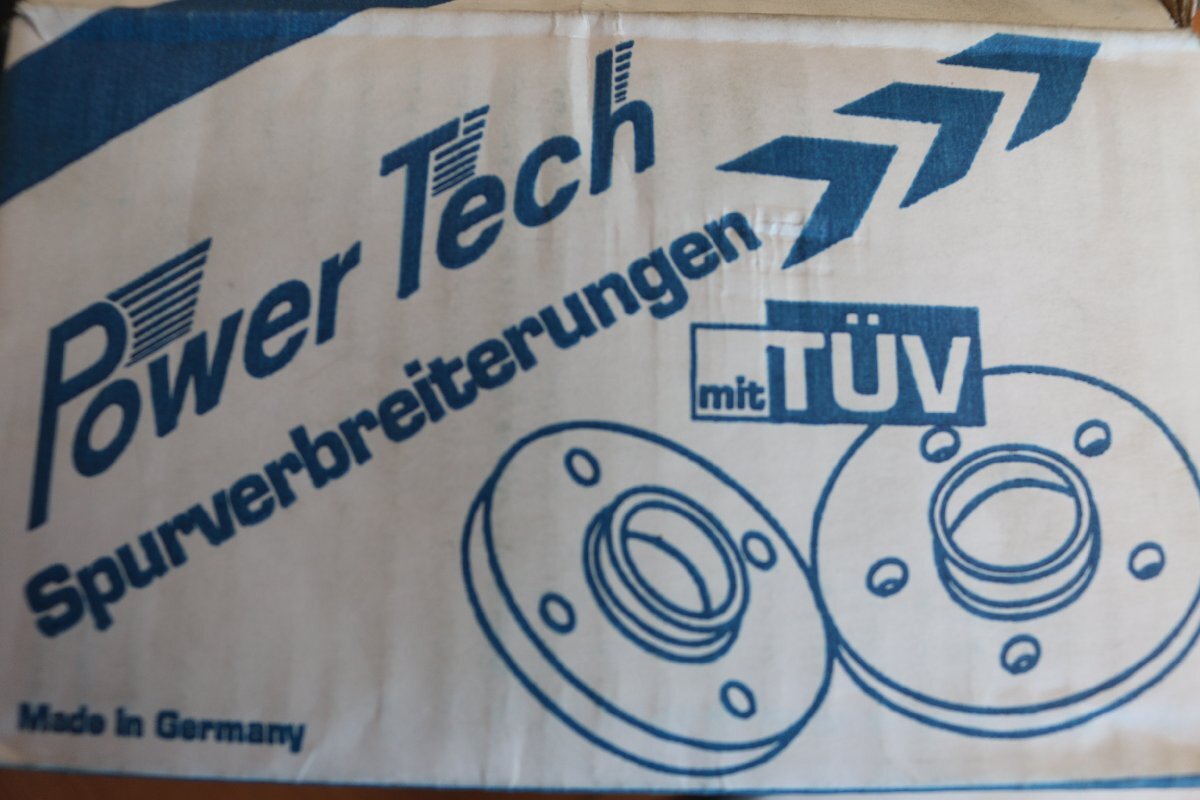 Power Tech
Spurverbreiterungen
mit TÜV
Made in Germany